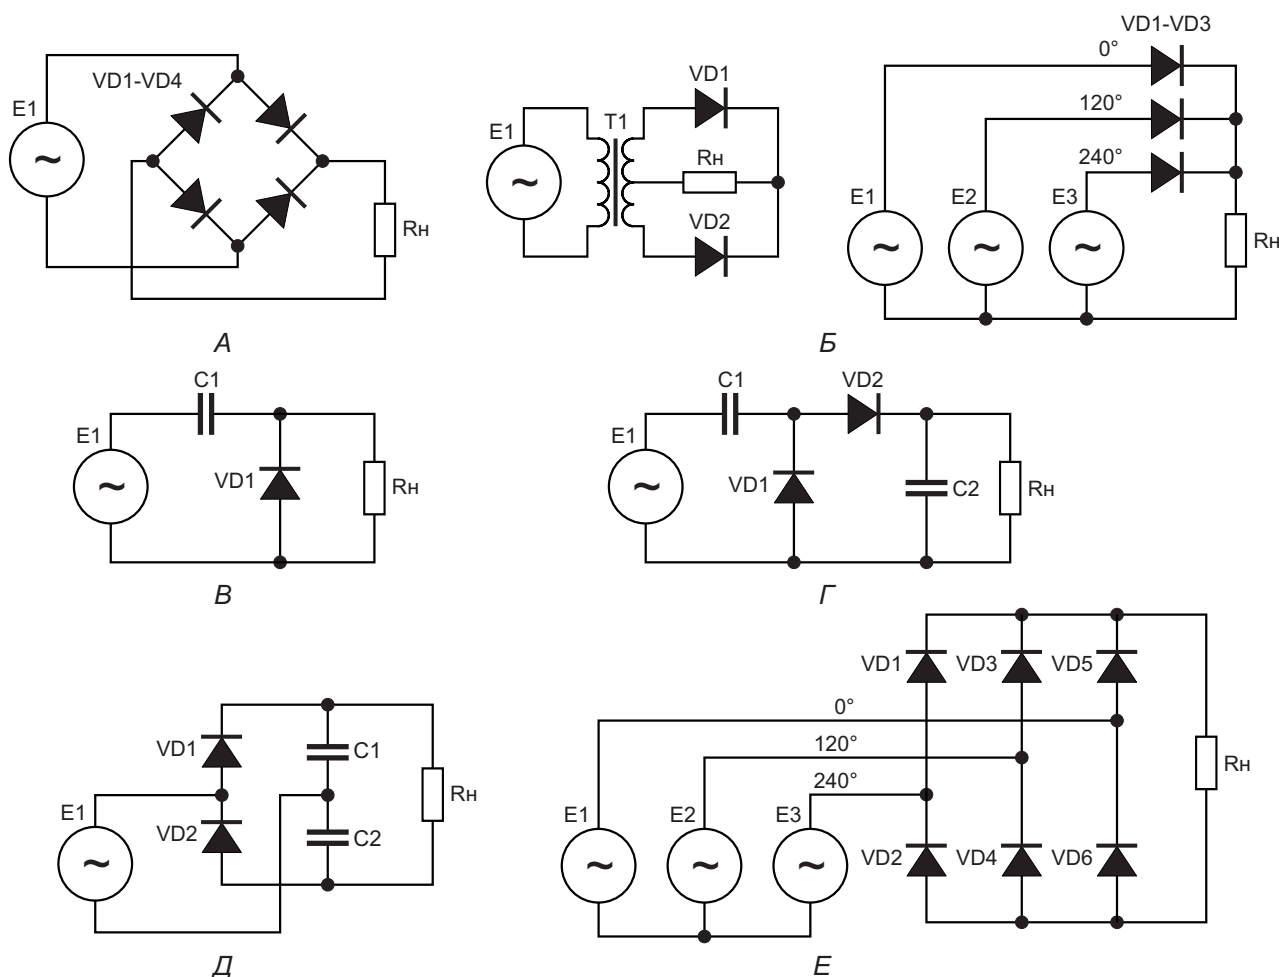 VD1-VD4
E1
Rн
А
E1
T1
VD1
Rн
VD2
VD1-VD3
0°
120°
240°
E1
E2
E3
Rн
Б
C1
E1
VD1
Rн
В
C1
VD2
E1
VD1
C2
Rн
Г
VD1
C1
E1
VD2
C2
Rн
Д
VD1
VD3
VD5
0°
120°
240°
Rн
E1
E2
E3
VD2
VD4
VD6
Е